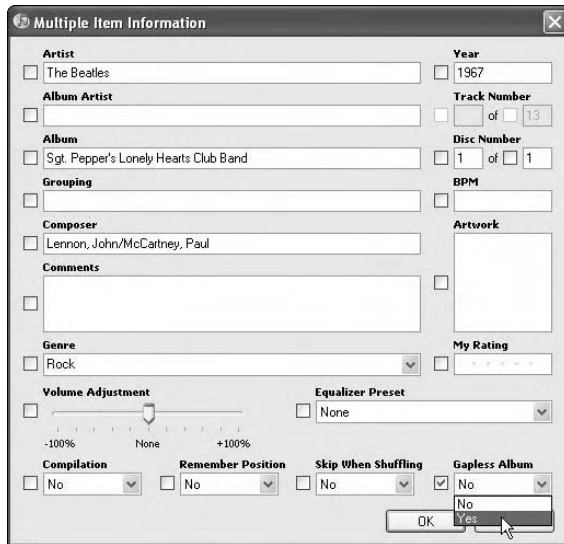 Multiple Item Information
Artist
Year
The Beatles
1967
Album Artist
Track Number
of 13
Album
Disc Number
Sgt. Pepper's Lonely Hearts Club Band
1 of 1
Grouping
BPM
Composer
Artwork
Lennon, John/McCartney, Paul
Comments
Genre
My Rating
Rock
Volume Adjustment
Equalizer Preset
None
-100% None +100%
Compilation
Remember Position
Skip When Shuffling
Gapless Album
No
No
No
No
No
Yes
OK